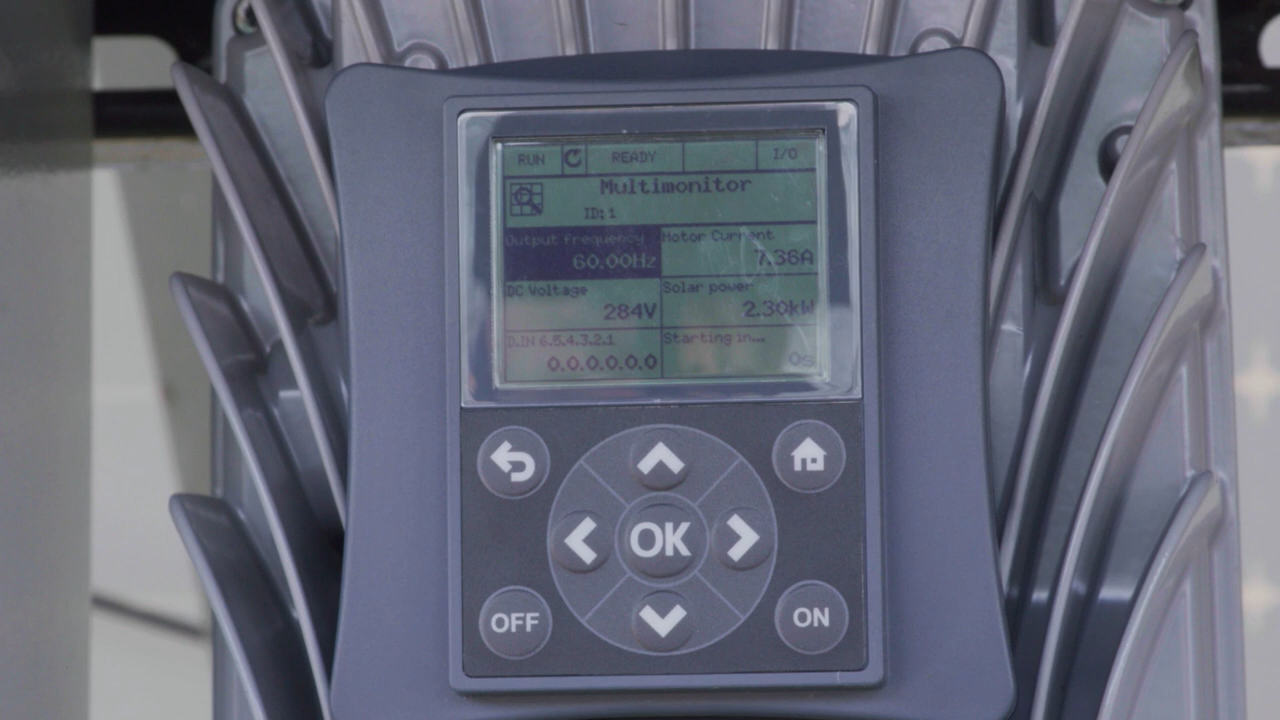 RUN READY I/O
Multimonitor
ID: 1
Output frequency Motor Current
60.00Hz 7.36A
DC Voltage Solar power
284V 2.30kW
D.IN 6.5.4.3.2.1 Starting in...
0.0.0.0.0.0 0s
OK
OFF ON